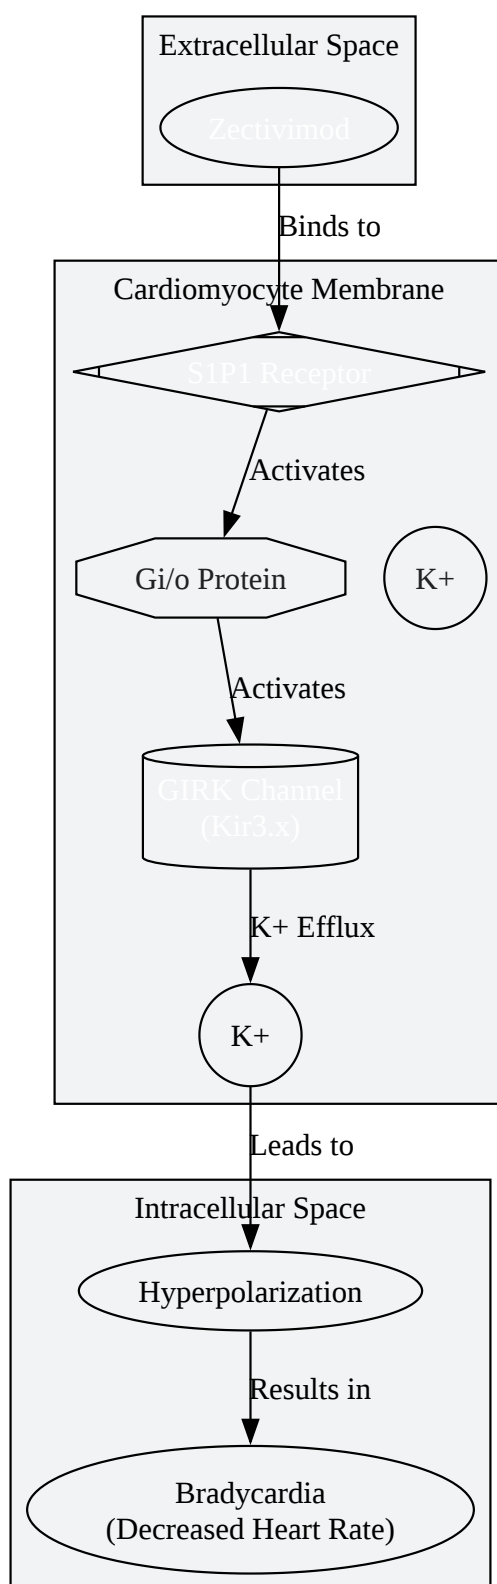 Extracellular Space
Zectivimod
Binds to
Cardiomyocyte Membrane
S1P1 Receptor
Activates
Gi/o Protein
K+
Activates
GIRK Channel
(Kir3.x)
K+ Efflux
K+
Leads to
Intracellular Space
Hyperpolarization
Results in
Bradycardia
(Decreased Heart Rate)